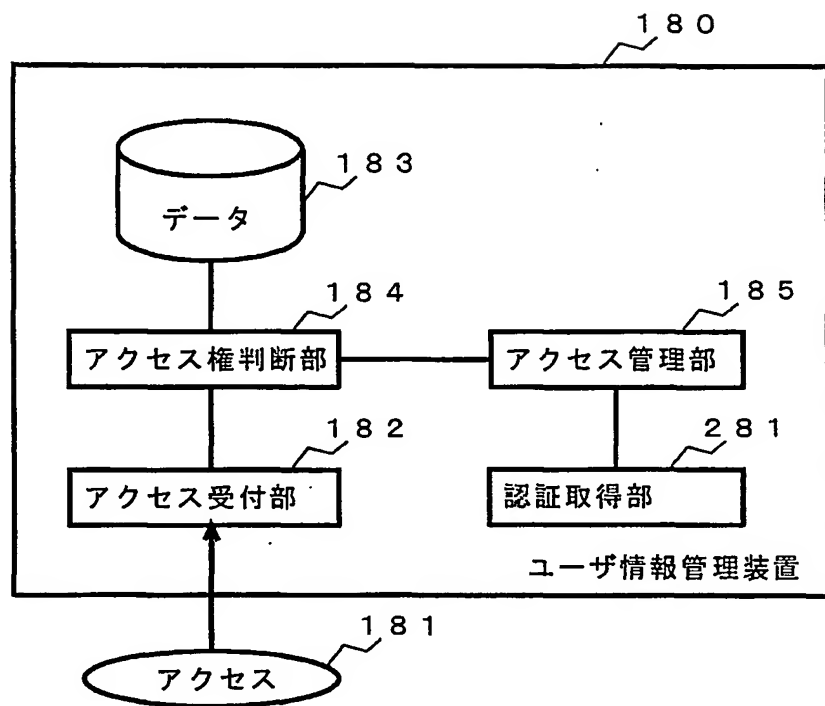 180
183
データ
184
185
アクセス権判断部
アクセス管理部
182
281
アクセス受付部
認証取得部
ユーザ情報管理装置
181
アクセス